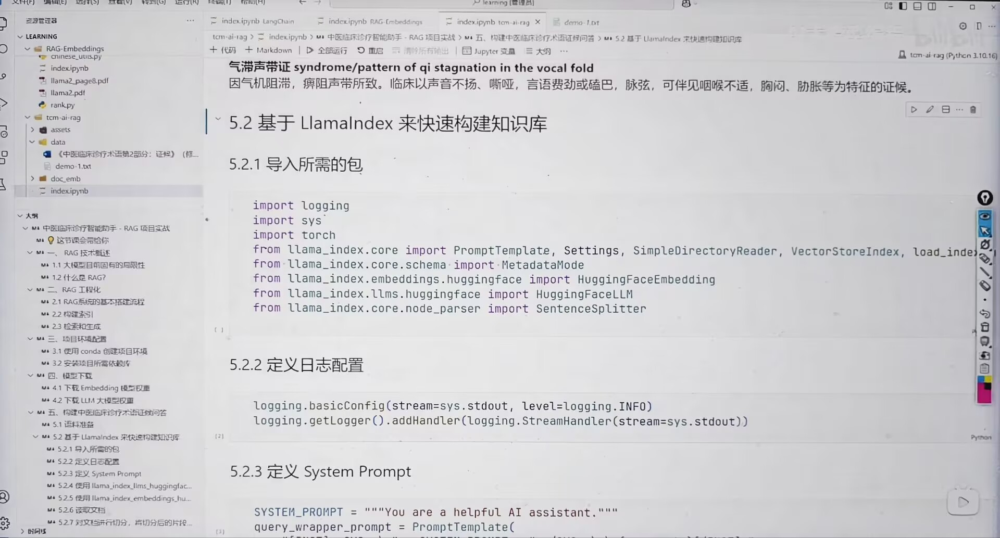 文件(F) 编辑(E) 选择(S) 查看(V) 转到(G) 运行(R) 终端(T) 帮助(H)
learning [管理员]
资源管理器
LEARNING
RAG-Embeddings
chinese_utils.py
index.ipynb
llama2_page8.pdf
llama2.pdf
rank.py
tcm-ai-rag
assets
data
《中医临床诊疗术语第2部分：证候》（修...
demo-1.txt
doc_emb
index.ipynb
大纲
中医临床诊疗智能助手 - RAG 项目实战
这节课会带给你
一、RAG 技术概述
1.1 大模型目前固有的局限性
1.2 什么是 RAG？
二、RAG 工程化
2.1 RAG系统的基本搭建流程
2.2 构建索引
2.3 检索和生成
三、项目环境配置
3.1 使用 conda 创建项目环境
3.2 安装项目所需依赖库
四、模型下载
4.1 下载 Embedding 模型权重
4.2 下载 LLM 大模型权重
五、构建中医临床诊疗术语证候问答
5.1 语料准备
5.2 基于 LlamaIndex 来快速构建知识库
5.2.1 导入所需的包
5.2.2 定义日志配置
5.2.3 定义 System Prompt
5.2.4 使用 llama_index_llms_huggingfac...
5.2.5 使用 llama_index_embeddings_hu...
5.2.6 读取文档
5.2.7 对文档进行切分，将切分后的片段...
时间线
index.ipynb LangChain index.ipynb RAG-Embeddings index.ipynb tcm-ai-rag demo-1.txt
tcm-ai-rag > index.ipynb > 中医临床诊疗智能助手 - RAG 项目实战 > 五、构建中医临床诊疗术语证候问答 > 5.2 基于 LlamaIndex 来快速构建知识库
+ 代码 + Markdown 全部运行 重启 清除所有输出 Jupyter 变量 大纲 ...
tcm-ai-rag (Python 3.10.16)
气滞声带证 syndrome/pattern of qi stagnation in the vocal fold
因气机阻滞，痹阻声带所致。临床以声音不扬、嘶哑，言语费劲或磕巴，脉弦，可伴见咽喉不适，胸闷、胁胀等为特征的证候。
5.2 基于 LlamaIndex 来快速构建知识库
5.2.1 导入所需的包
import logging
import sys
import torch
from llama_index.core import PromptTemplate, Settings, SimpleDirectoryReader, VectorStoreIndex, load_index
from llama_index.core.schema import MetadataMode
from llama_index.embeddings.huggingface import HuggingFaceEmbedding
from llama_index.llms.huggingface import HuggingFaceLLM
from llama_index.core.node_parser import SentenceSplitter
[ ]
5.2.2 定义日志配置
logging.basicConfig(stream=sys.stdout, level=logging.INFO)
logging.getLogger().addHandler(logging.StreamHandler(stream=sys.stdout))
[2]
Python
5.2.3 定义 System Prompt
SYSTEM_PROMPT = """You are a helpful AI assistant."""
query_wrapper_prompt = PromptTemplate(
[3]